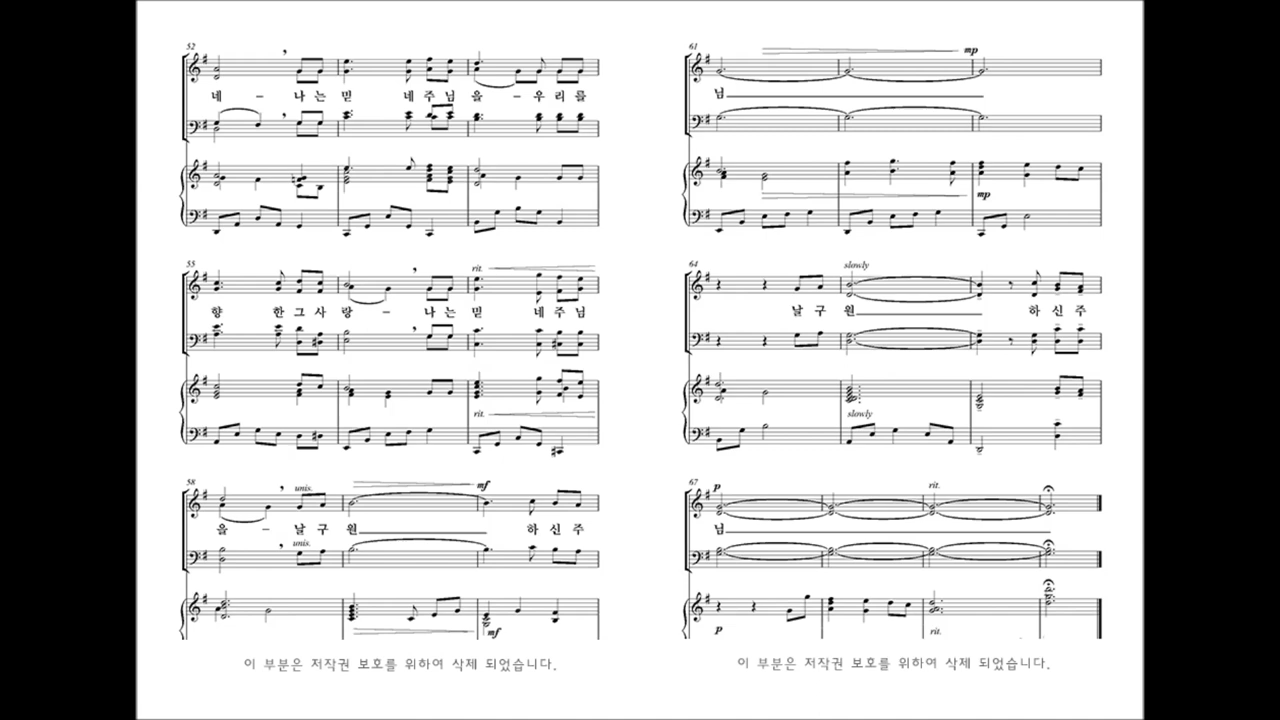 52
네 – 나 는 믿 네 주 님 을 – 우 리 를
55
rit.
향 한 그 사 랑 – 나 는 믿 네 주 님
rit.
58
unis.
mf
을 – 날 구 원 하 신 주
unis.
mf
이 부분은 저작권 보호를 위하여 삭제 되었습니다.
61
mp
님
mp
64
slowly
날 구 원 하 신 주
slowly
67
p
rit.
님
p
rit.
이 부분은 저작권 보호를 위하여 삭제 되었습니다.